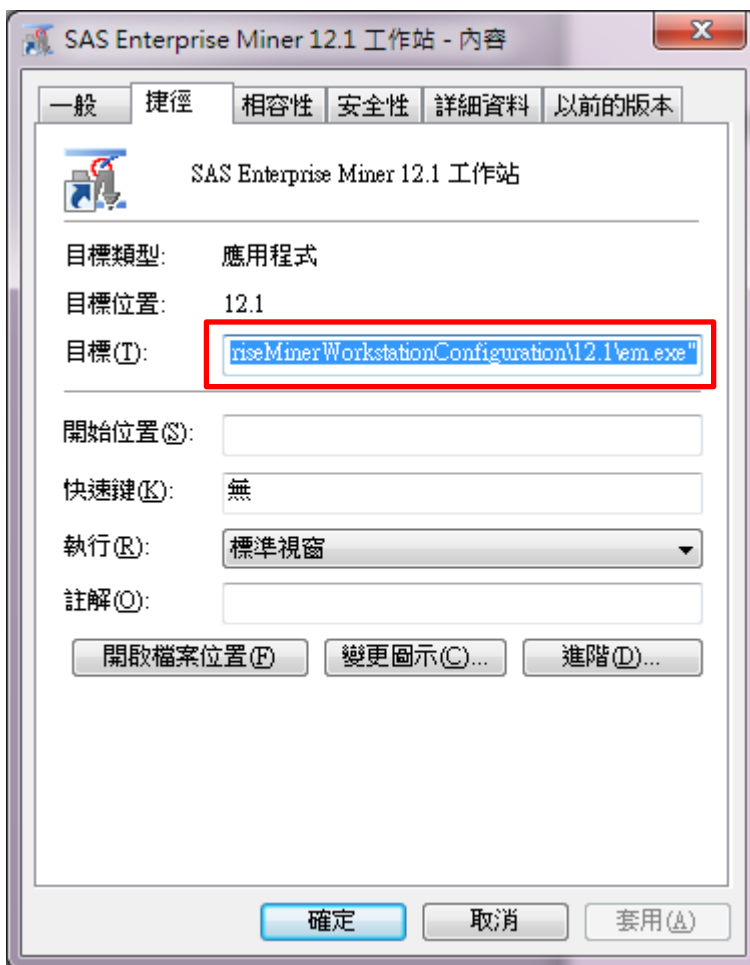 SAS Enterprise Miner 12.1 工作站 - 內容
一般 捷徑 相容性 安全性 詳細資料 以前的版本
SAS Enterprise Miner 12.1 工作站
目標類型: 應用程式
目標位置: 12.1
目標(T): riseMinerWorkstationConfiguration\12.1\em.exe"
開始位置(S):
快速鍵(K): 無
執行(R): 標準視窗
註解(O):
開啟檔案位置(F) 變更圖示(C)... 進階(D)...
確定 取消 套用(A)